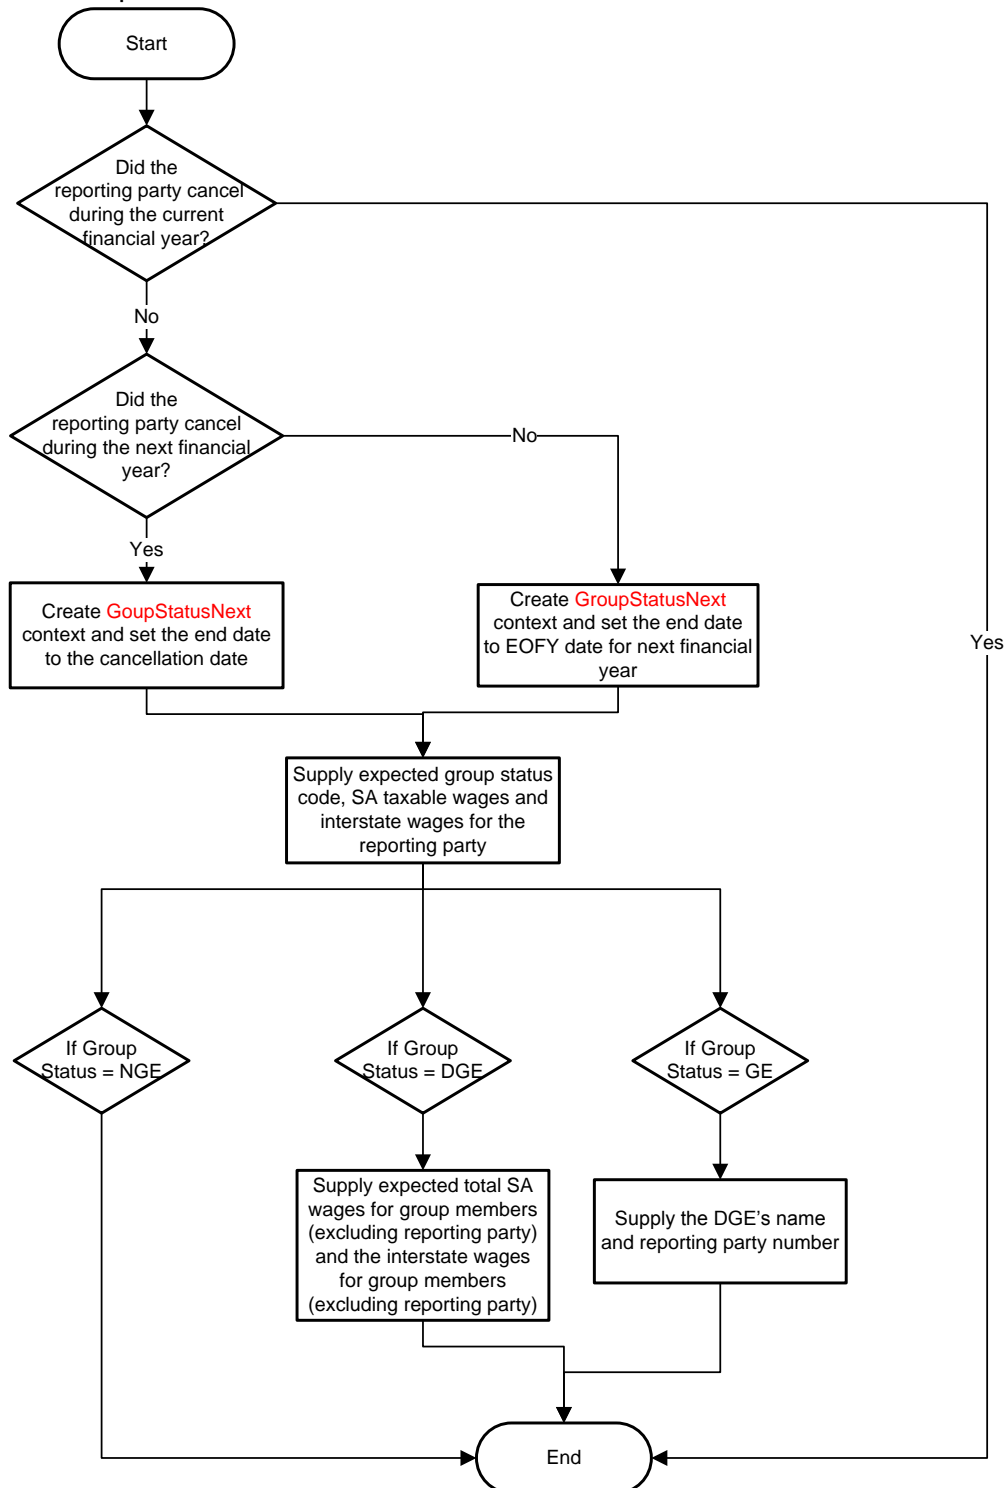 Start
Did the
reporting party cancel
during the current
financial year?
No
Did the
reporting party cancel
during the next financial
year?
No
Yes
Create GoupStatusNext
context and set the end date
to the cancellation date
Create GroupStatusNext
context and set the end date
to EOFY date for next financial
year
Yes
Supply expected group status
code, SA taxable wages and
interstate wages for the
reporting party
If Group
Status = NGE
If Group
Status = DGE
If Group
Status = GE
Supply expected total SA
wages for group members
(excluding reporting party)
and the interstate wages
for group members
(excluding reporting party)
Supply the DGE's name
and reporting party number
End